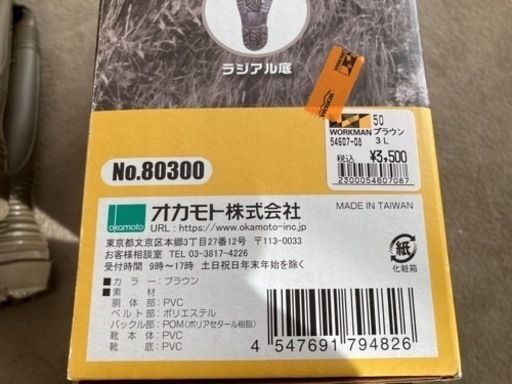 ラジアル底
WORKMAN
50
WORKMAN ブラウン
54607-08 3L
税込 ¥3,500
2300054607087
No.80300
okamoto
オカモト株式会社
URL : https://www.okamoto-inc.jp
MADE IN TAIWAN
東京都文京区本郷3丁目27番12号 〒113-0033
お客様相談室 TEL 03-3817-4226
受付時間 9時〜17時 土日祝日年末年始を除く
紙
化粧箱
■カラー:ブラウン
■素材
胴体部:PVC
ベルト部:ポリエステル
バックル部:POM(ポリアセタール樹脂)
靴本体:PVC
靴底:PVC
4 547691 794826